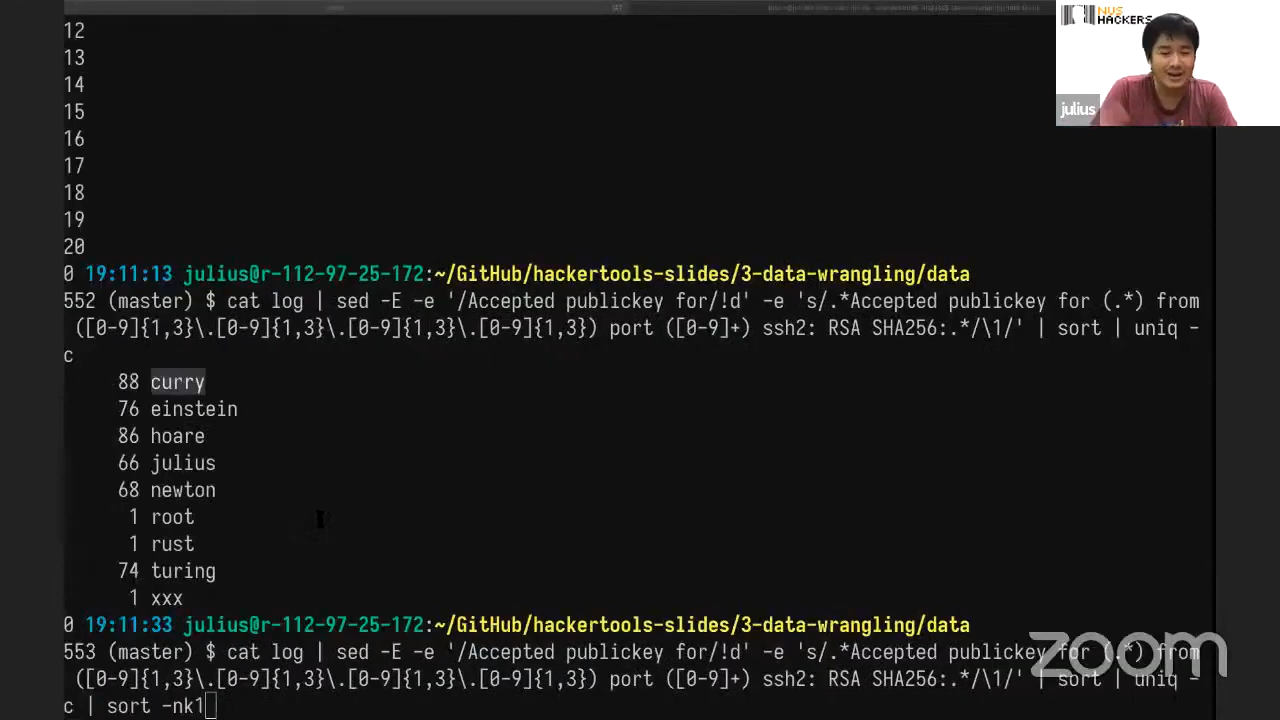 12
13
14
15
16
17
18
19
20
0 19:11:13 julius@r-112-97-25-172:~/GitHub/hackertools-slides/3-data-wrangling/data
552 (master) $ cat log | sed -E -e '/Accepted publickey for/!d' -e 's/.*Accepted publickey for (.*) from
([0-9]{1,3}\.[0-9]{1,3}\.[0-9]{1,3}\.[0-9]{1,3}) port ([0-9]+) ssh2: RSA SHA256:.*/\1/' | sort | uniq -
c
88 curry
76 einstein
86 hoare
66 julius
68 newton
1 root
1 rust
74 turing
1 xxx
0 19:11:33 julius@r-112-97-25-172:~/GitHub/hackertools-slides/3-data-wrangling/data
553 (master) $ cat log | sed -E -e '/Accepted publickey for/!d' -e 's/.*Accepted publickey for (.*) from
([0-9]{1,3}\.[0-9]{1,3}\.[0-9]{1,3}\.[0-9]{1,3}) port ([0-9]+) ssh2: RSA SHA256:.*/\1/' | sort | uniq -
c | sort -nk1
NUS
HACKERS
julius
zoom